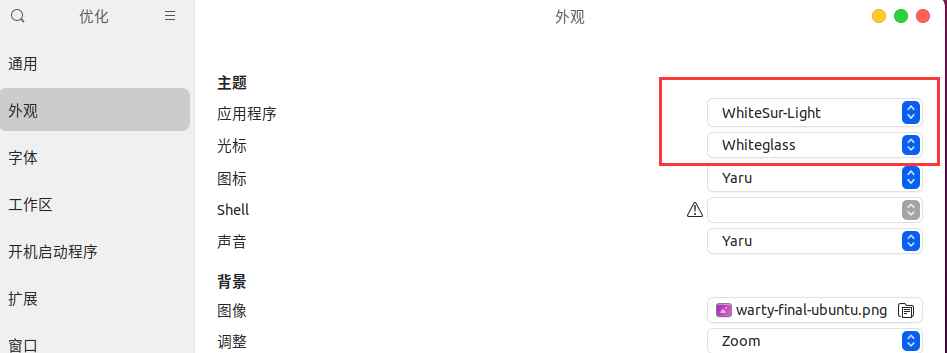 优化
外观
通用
外观
字体
工作区
开机启动程序
扩展
窗口
主题
应用程序 WhiteSur-Light
光标 Whiteglass
图标 Yaru
Shell
声音 Yaru
背景
图像 warty-final-ubuntu.png
调整 Zoom